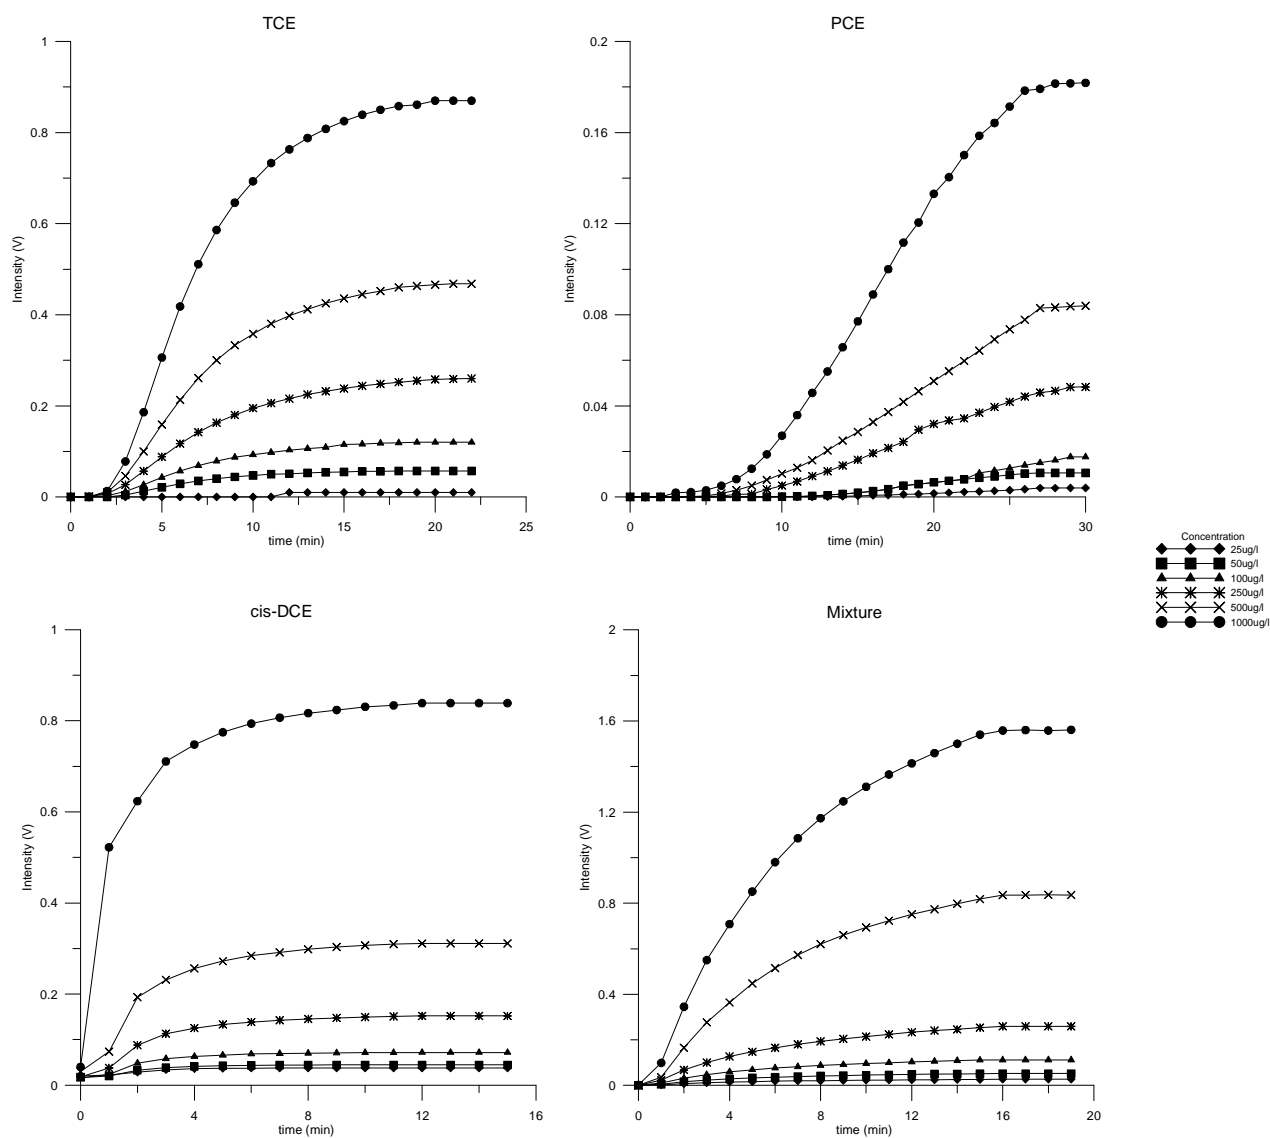 TCE
1
0.8
0.6
0.4
0.2
0
Intensity (V)
0 5 10 15 20 25
time (min)
PCE
0.2
0.16
0.12
0.08
0.04
0
Intensity (V)
0 10 20 30
time (min)
Concentration
25ug/l
50ug/l
100ug/l
250ug/l
500ug/l
1000ug/l
cis-DCE
1
0.8
0.6
0.4
0.2
0
Intensity (V)
0 4 8 12 16
time (min)
Mixture
2
1.6
1.2
0.8
0.4
0
Intensity (V)
0 4 8 12 16 20
time (min)